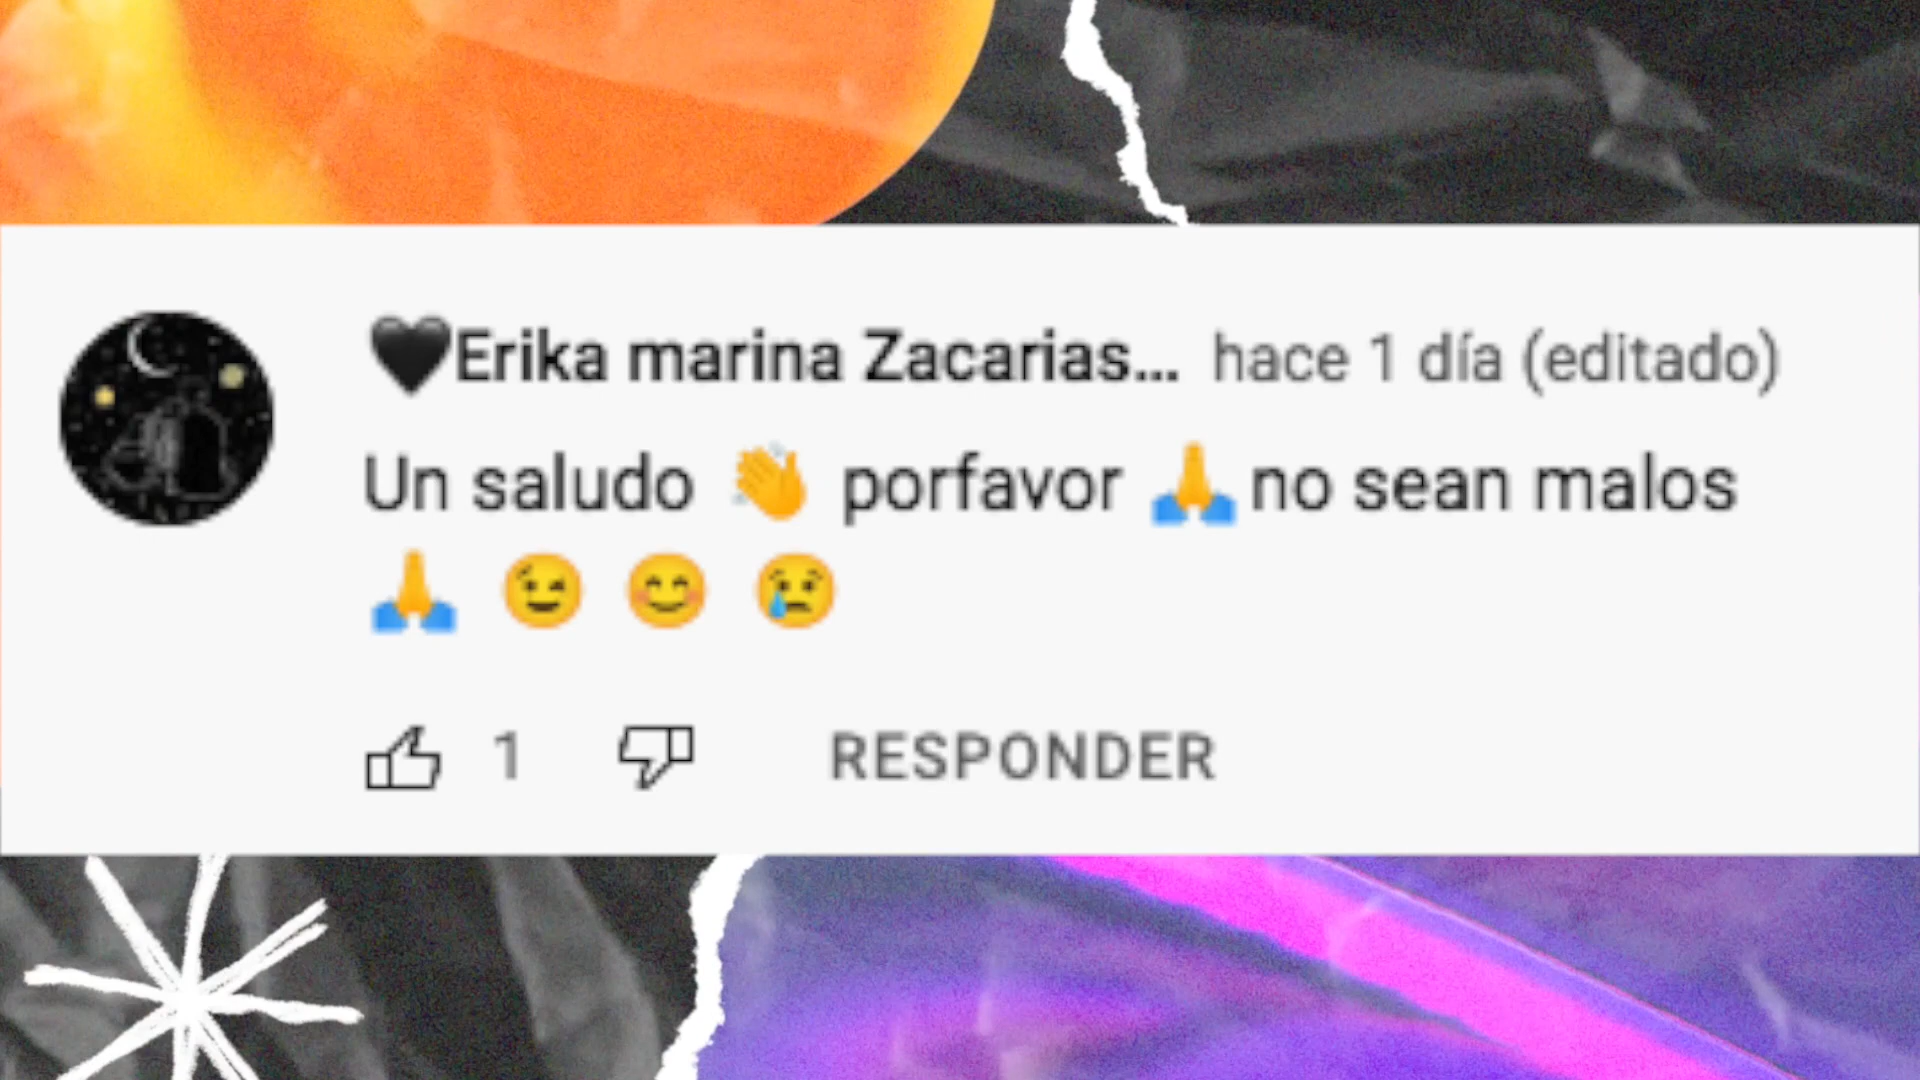 🖤Erika marina Zacarias... hace 1 día (editado)
Un saludo 👋 porfavor 🙏no sean malos
🙏 😉 😊 😢
1 RESPONDER